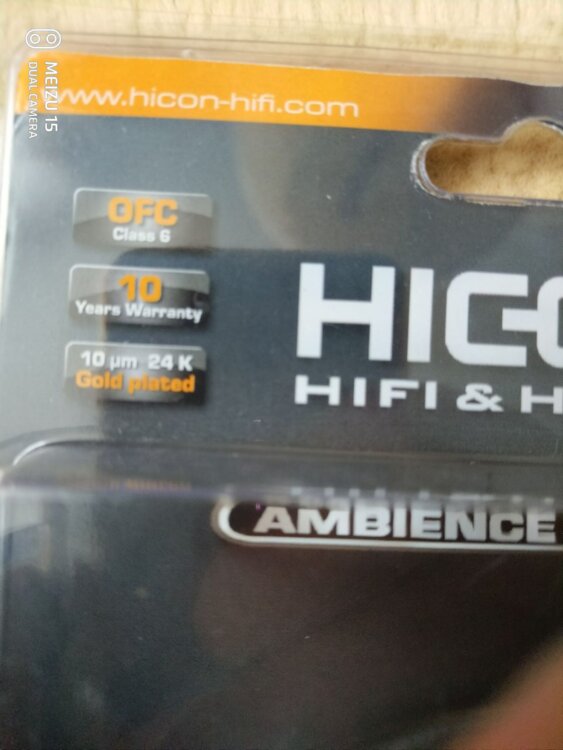 MEIZU 15
DUAL CAMERA
www.hicon-hifi.com
OFC
Class 6
10
Years Warranty
10 µm 24 K
Gold plated
HICO
HIFI & H
AMBIENCE